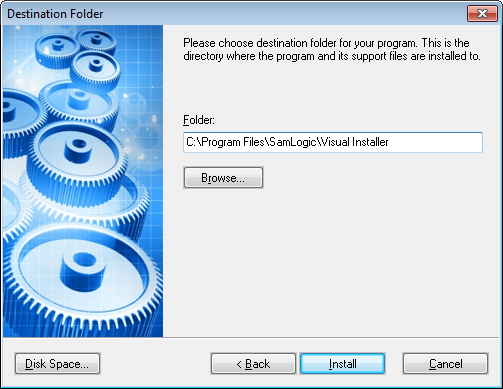 Destination Folder
Please choose destination folder for your program. This is the
directory where the program and its support files are installed to.
Folder:
C:\Program Files\SamLogic\Visual Installer
Browse...
Disk Space... < Back Install Cancel